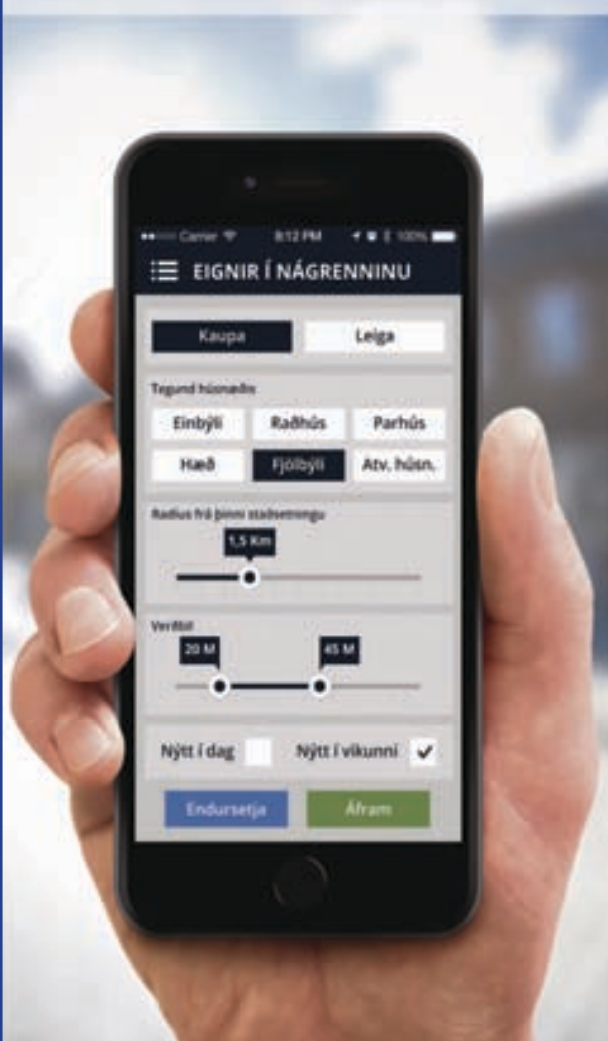 Carrier 8:12 PM 100%
EIGNIR Í NÁGRENNINU
Kaupa Leiga
Tegund húsnæðis
Einbýli Raðhús Parhús
Hæð Fjölbýli Atv. húsn.
Radíus frá þinni staðsetningu
1,5 Km
Verðbil
20 M 45 M
Nýtt í dag Nýtt í vikunni
Endursetja Áfram